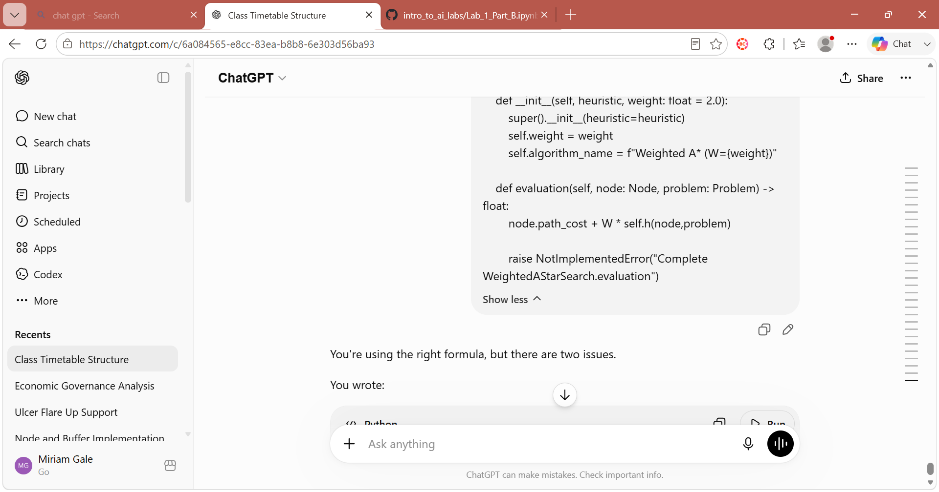 chat gpt - Search
Class Timetable Structure
intro_to_ai_labs/Lab_1_Part_B.ipynb
https://chatgpt.com/c/6a084565-e8cc-83ea-b8b8-6e303d56ba93
Chat
ChatGPT
Share
New chat
Search chats
Library
Projects
Scheduled
Apps
Codex
More
Recents
Class Timetable Structure
Economic Governance Analysis
Ulcer Flare Up Support
Node and Buffer Implementation
MG
Miriam Gale
Go
def __init__(self, heuristic, weight: float = 2.0):
super().__init__(heuristic=heuristic)
self.weight = weight
self.algorithm_name = f"Weighted A* (W={weight})"
def evaluation(self, node: Node, problem: Problem) ->
float:
node.path_cost + W * self.h(node,problem)
raise NotImplementedError("Complete
WeightedAStarSearch.evaluation")
Show less
You're using the right formula, but there are two issues.
You wrote:
Python
Run
Ask anything
ChatGPT can make mistakes. Check important info.